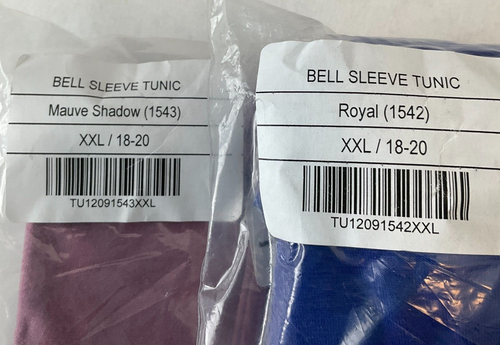 BELL SLEEVE TUNIC
Mauve Shadow (1543)
XXL / 18-20
TU12091543XXL
BELL SLEEVE TUNIC
Royal (1542)
XXL / 18-20
TU12091542XXL